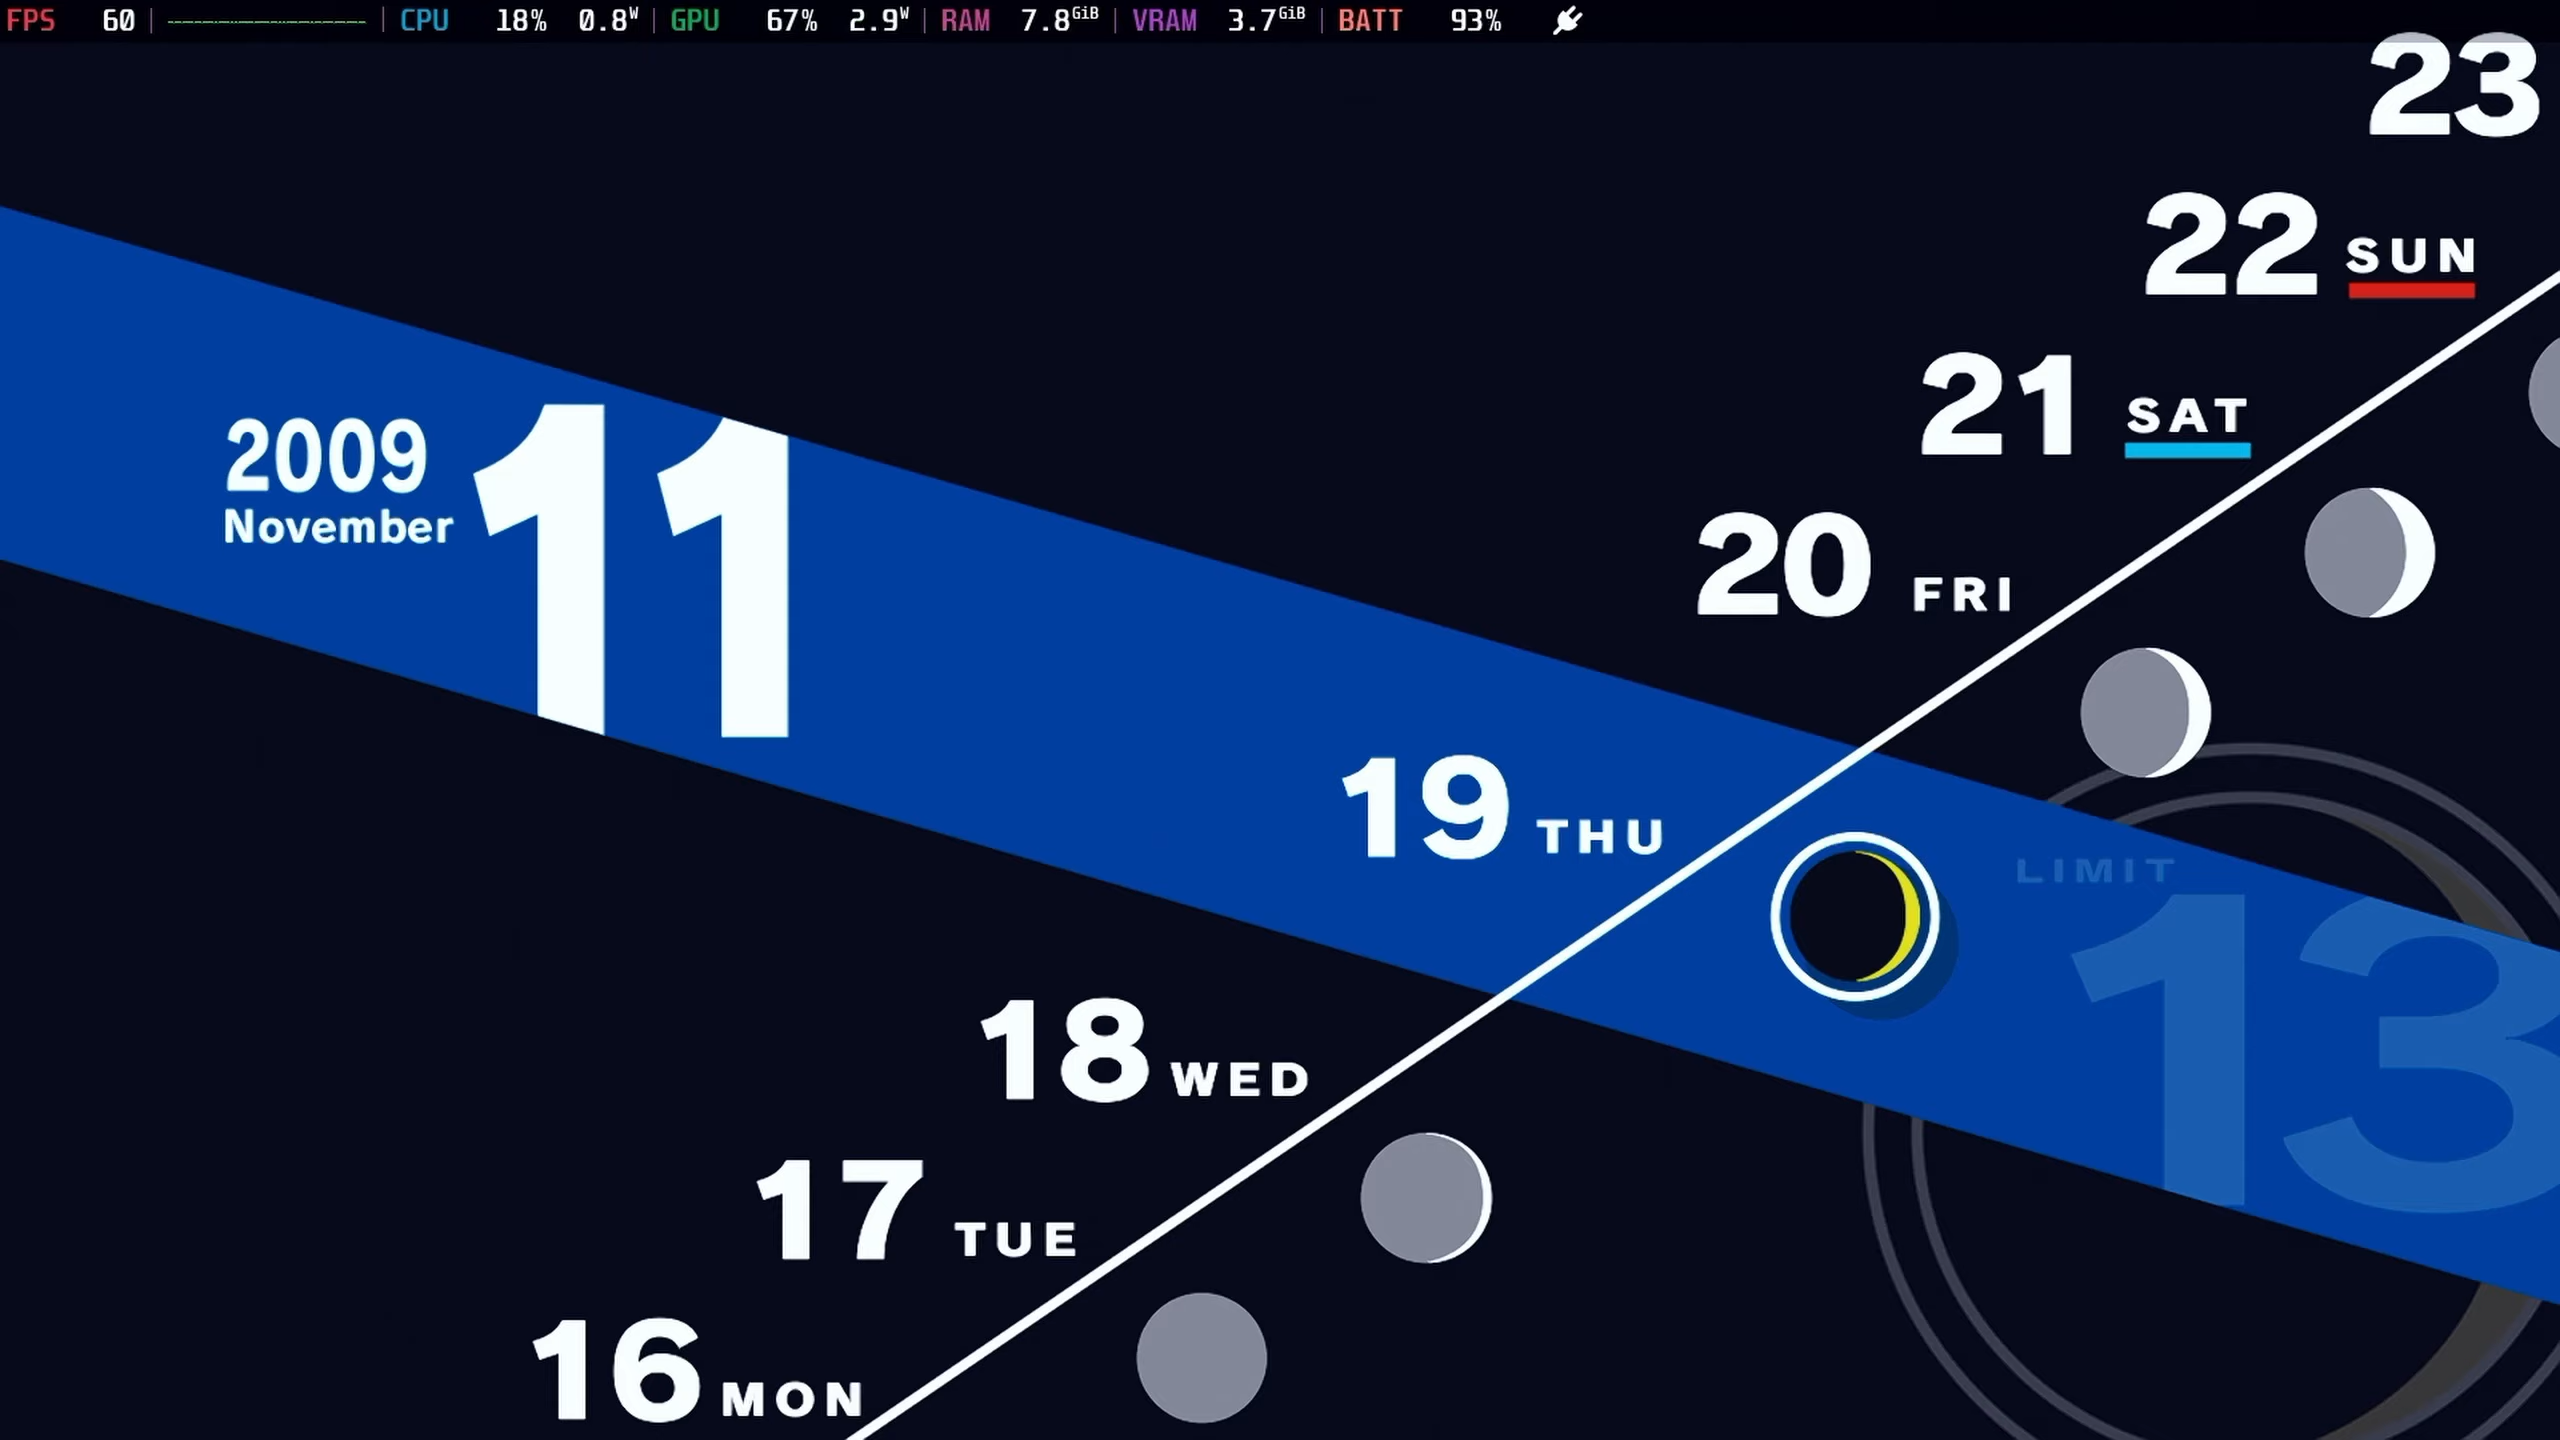 FPS 60 CPU 18% 0.8W GPU 67% 2.9W RAM 7.8GiB VRAM 3.7GiB BATT 93%
23
22 SUN
21 SAT
20 FRI
2009
November
11
19 THU
LIMIT
13
18 WED
17 TUE
16 MON